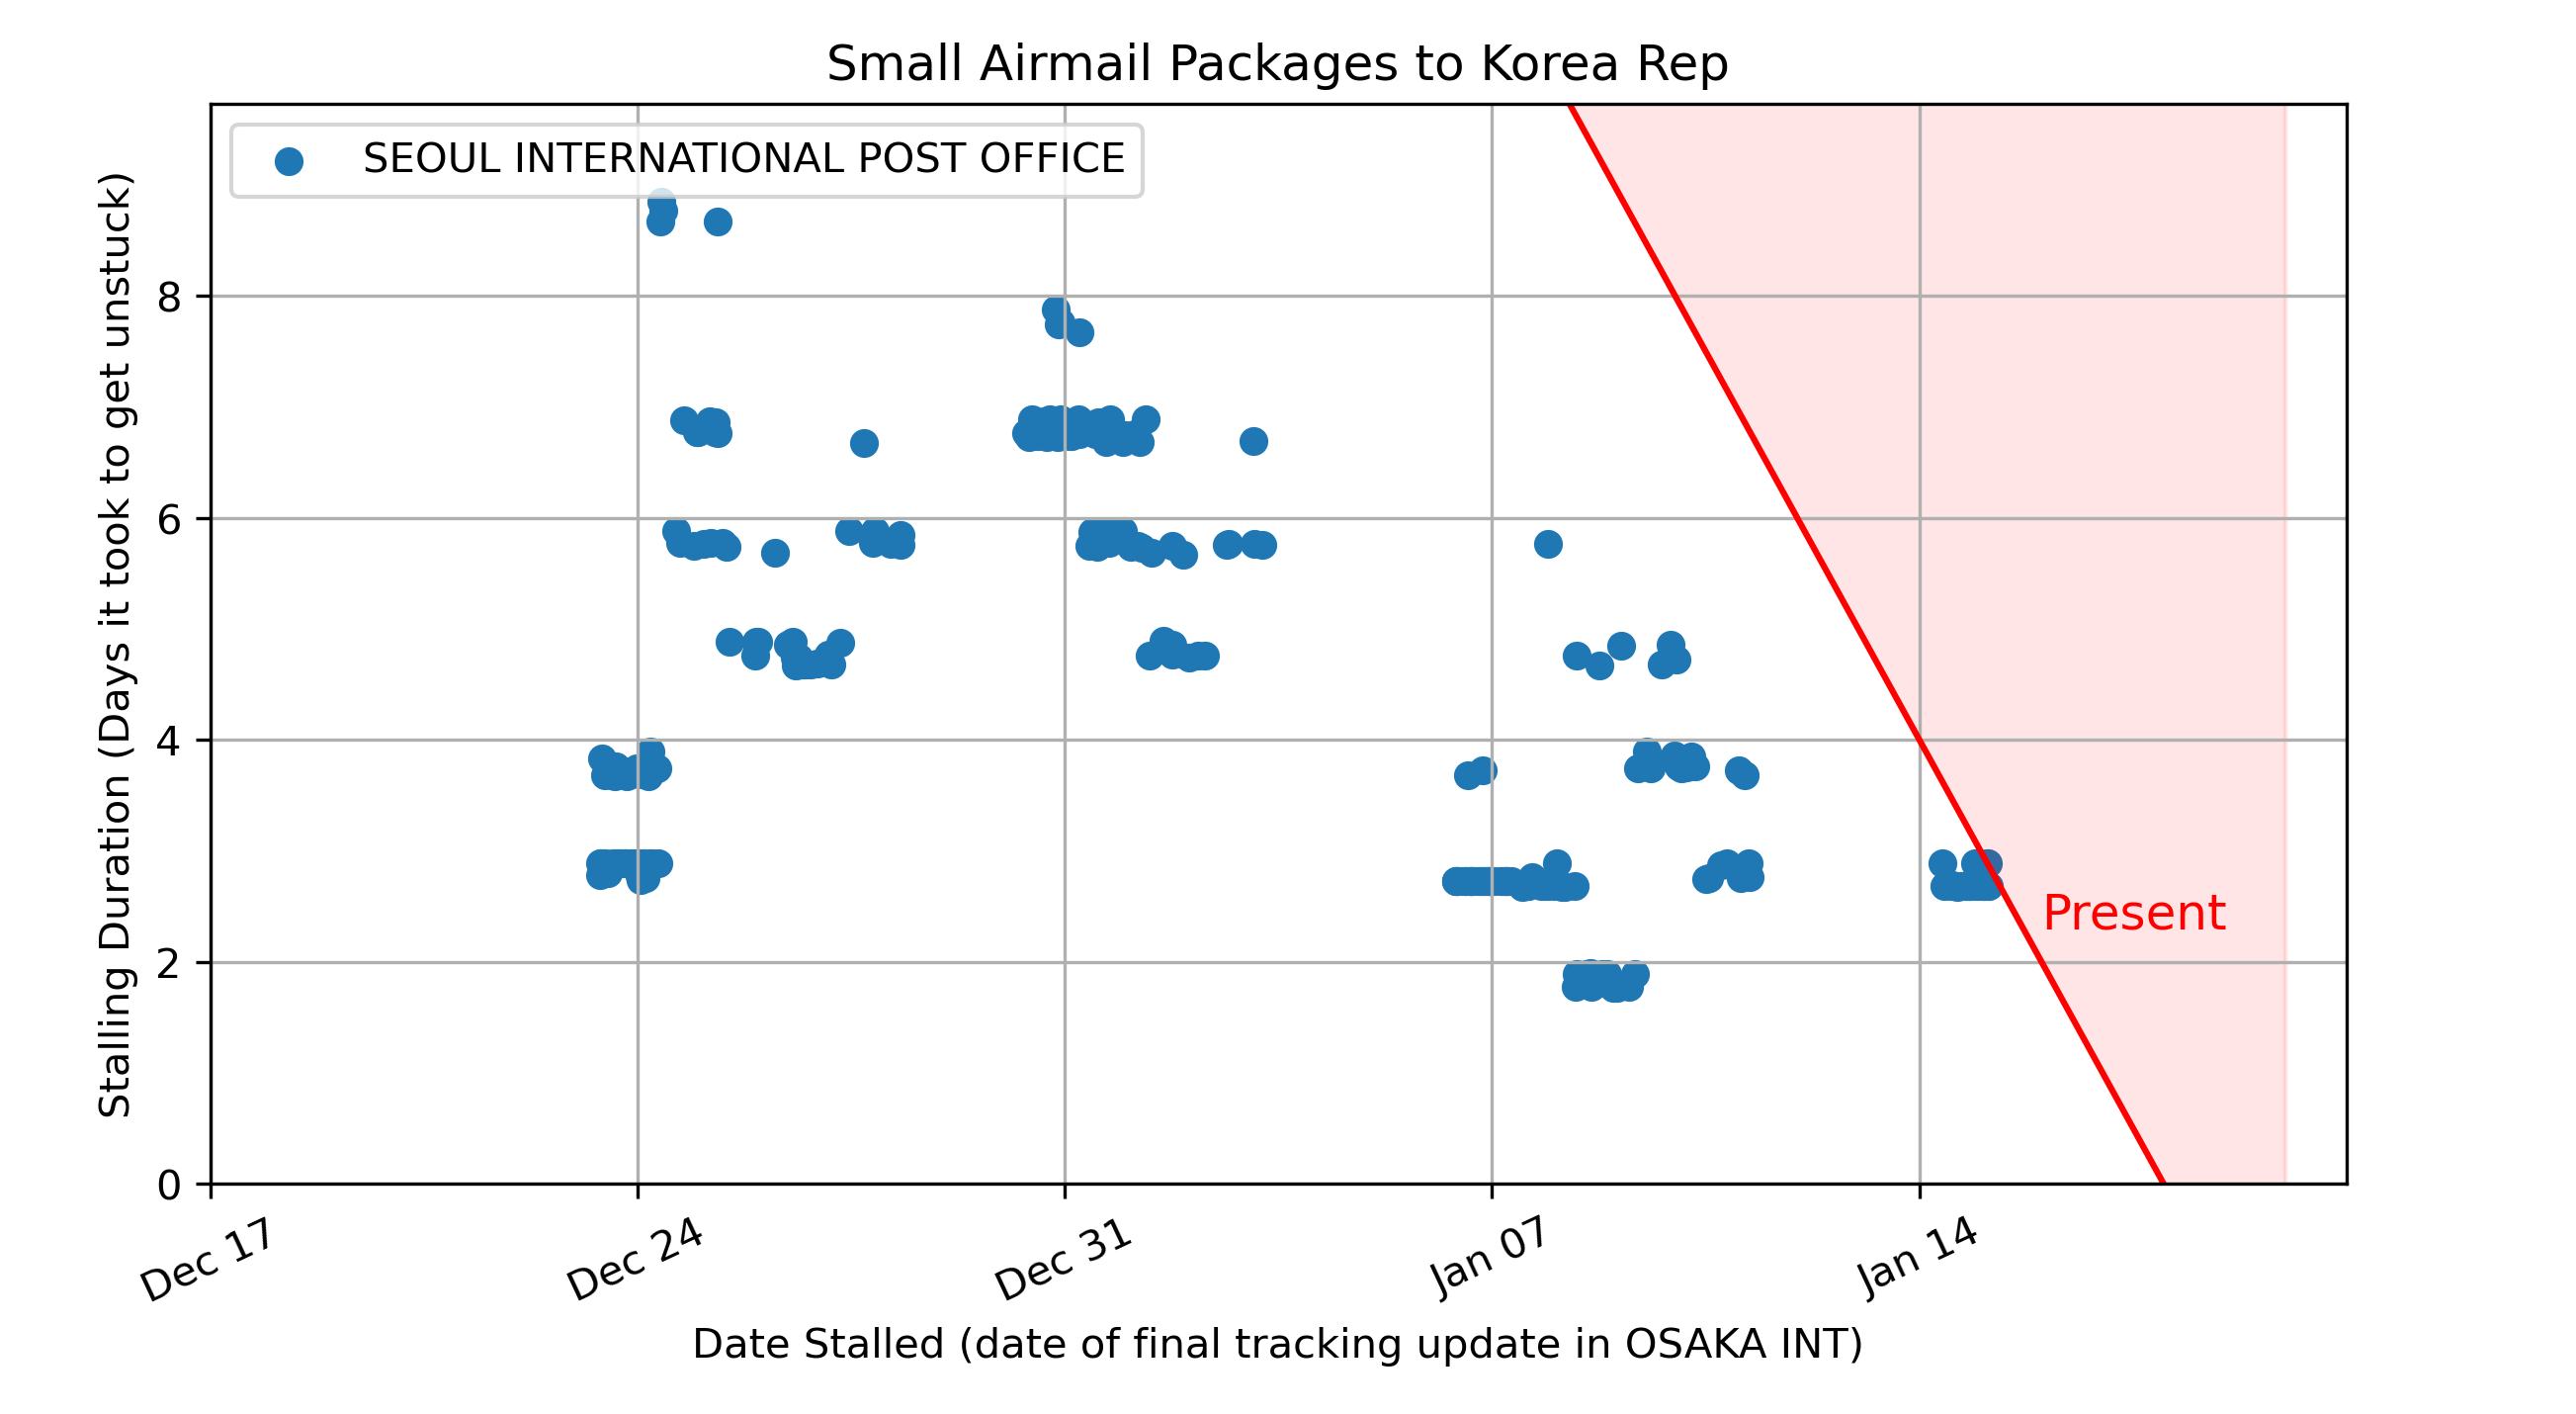 Small Airmail Packages to Korea Rep
SEOUL INTERNATIONAL POST OFFICE
Stalling Duration (Days it took to get unstuck)
8
6
4
2
0
Present
Dec 17
Dec 24
Dec 31
Jan 07
Jan 14
Date Stalled (date of final tracking update in OSAKA INT)